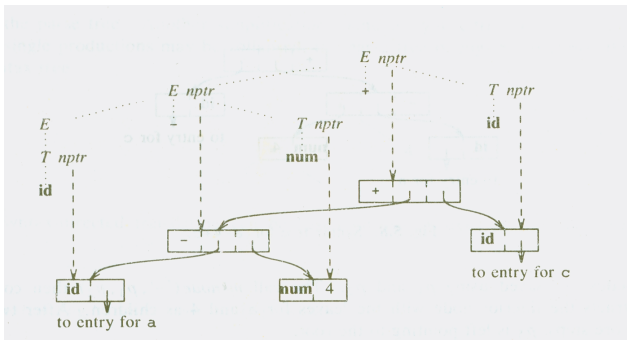 E nptr
+
E nptr
-
T nptr
id
E
T nptr
num
T nptr
id
+
-
id
to entry for c
id
num 4
to entry for a